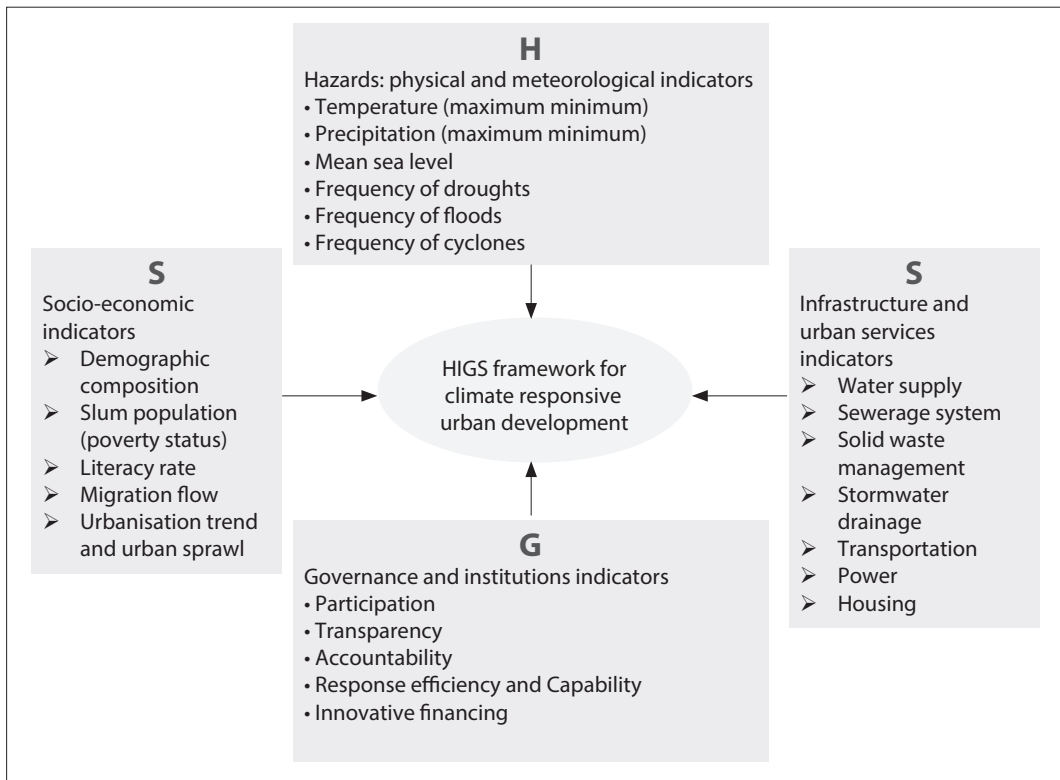 H
Hazards: physical and meteorological indicators
• Temperature (maximum minimum)
• Precipitation (maximum minimum)
• Mean sea level
• Frequency of droughts
• Frequency of floods
• Frequency of cyclones
S
Socio-economic
indicators
➢ Demographic
composition
➢ Slum population
(poverty status)
➢ Literacy rate
➢ Migration flow
➢ Urbanisation trend
and urban sprawl
HIGS framework for
climate responsive
urban development
S
Infrastructure and
urban services
indicators
➢ Water supply
➢ Sewerage system
➢ Solid waste
management
➢ Stormwater
drainage
➢ Transportation
➢ Power
➢ Housing
G
Governance and institutions indicators
• Participation
• Transparency
• Accountability
• Response efficiency and Capability
• Innovative financing